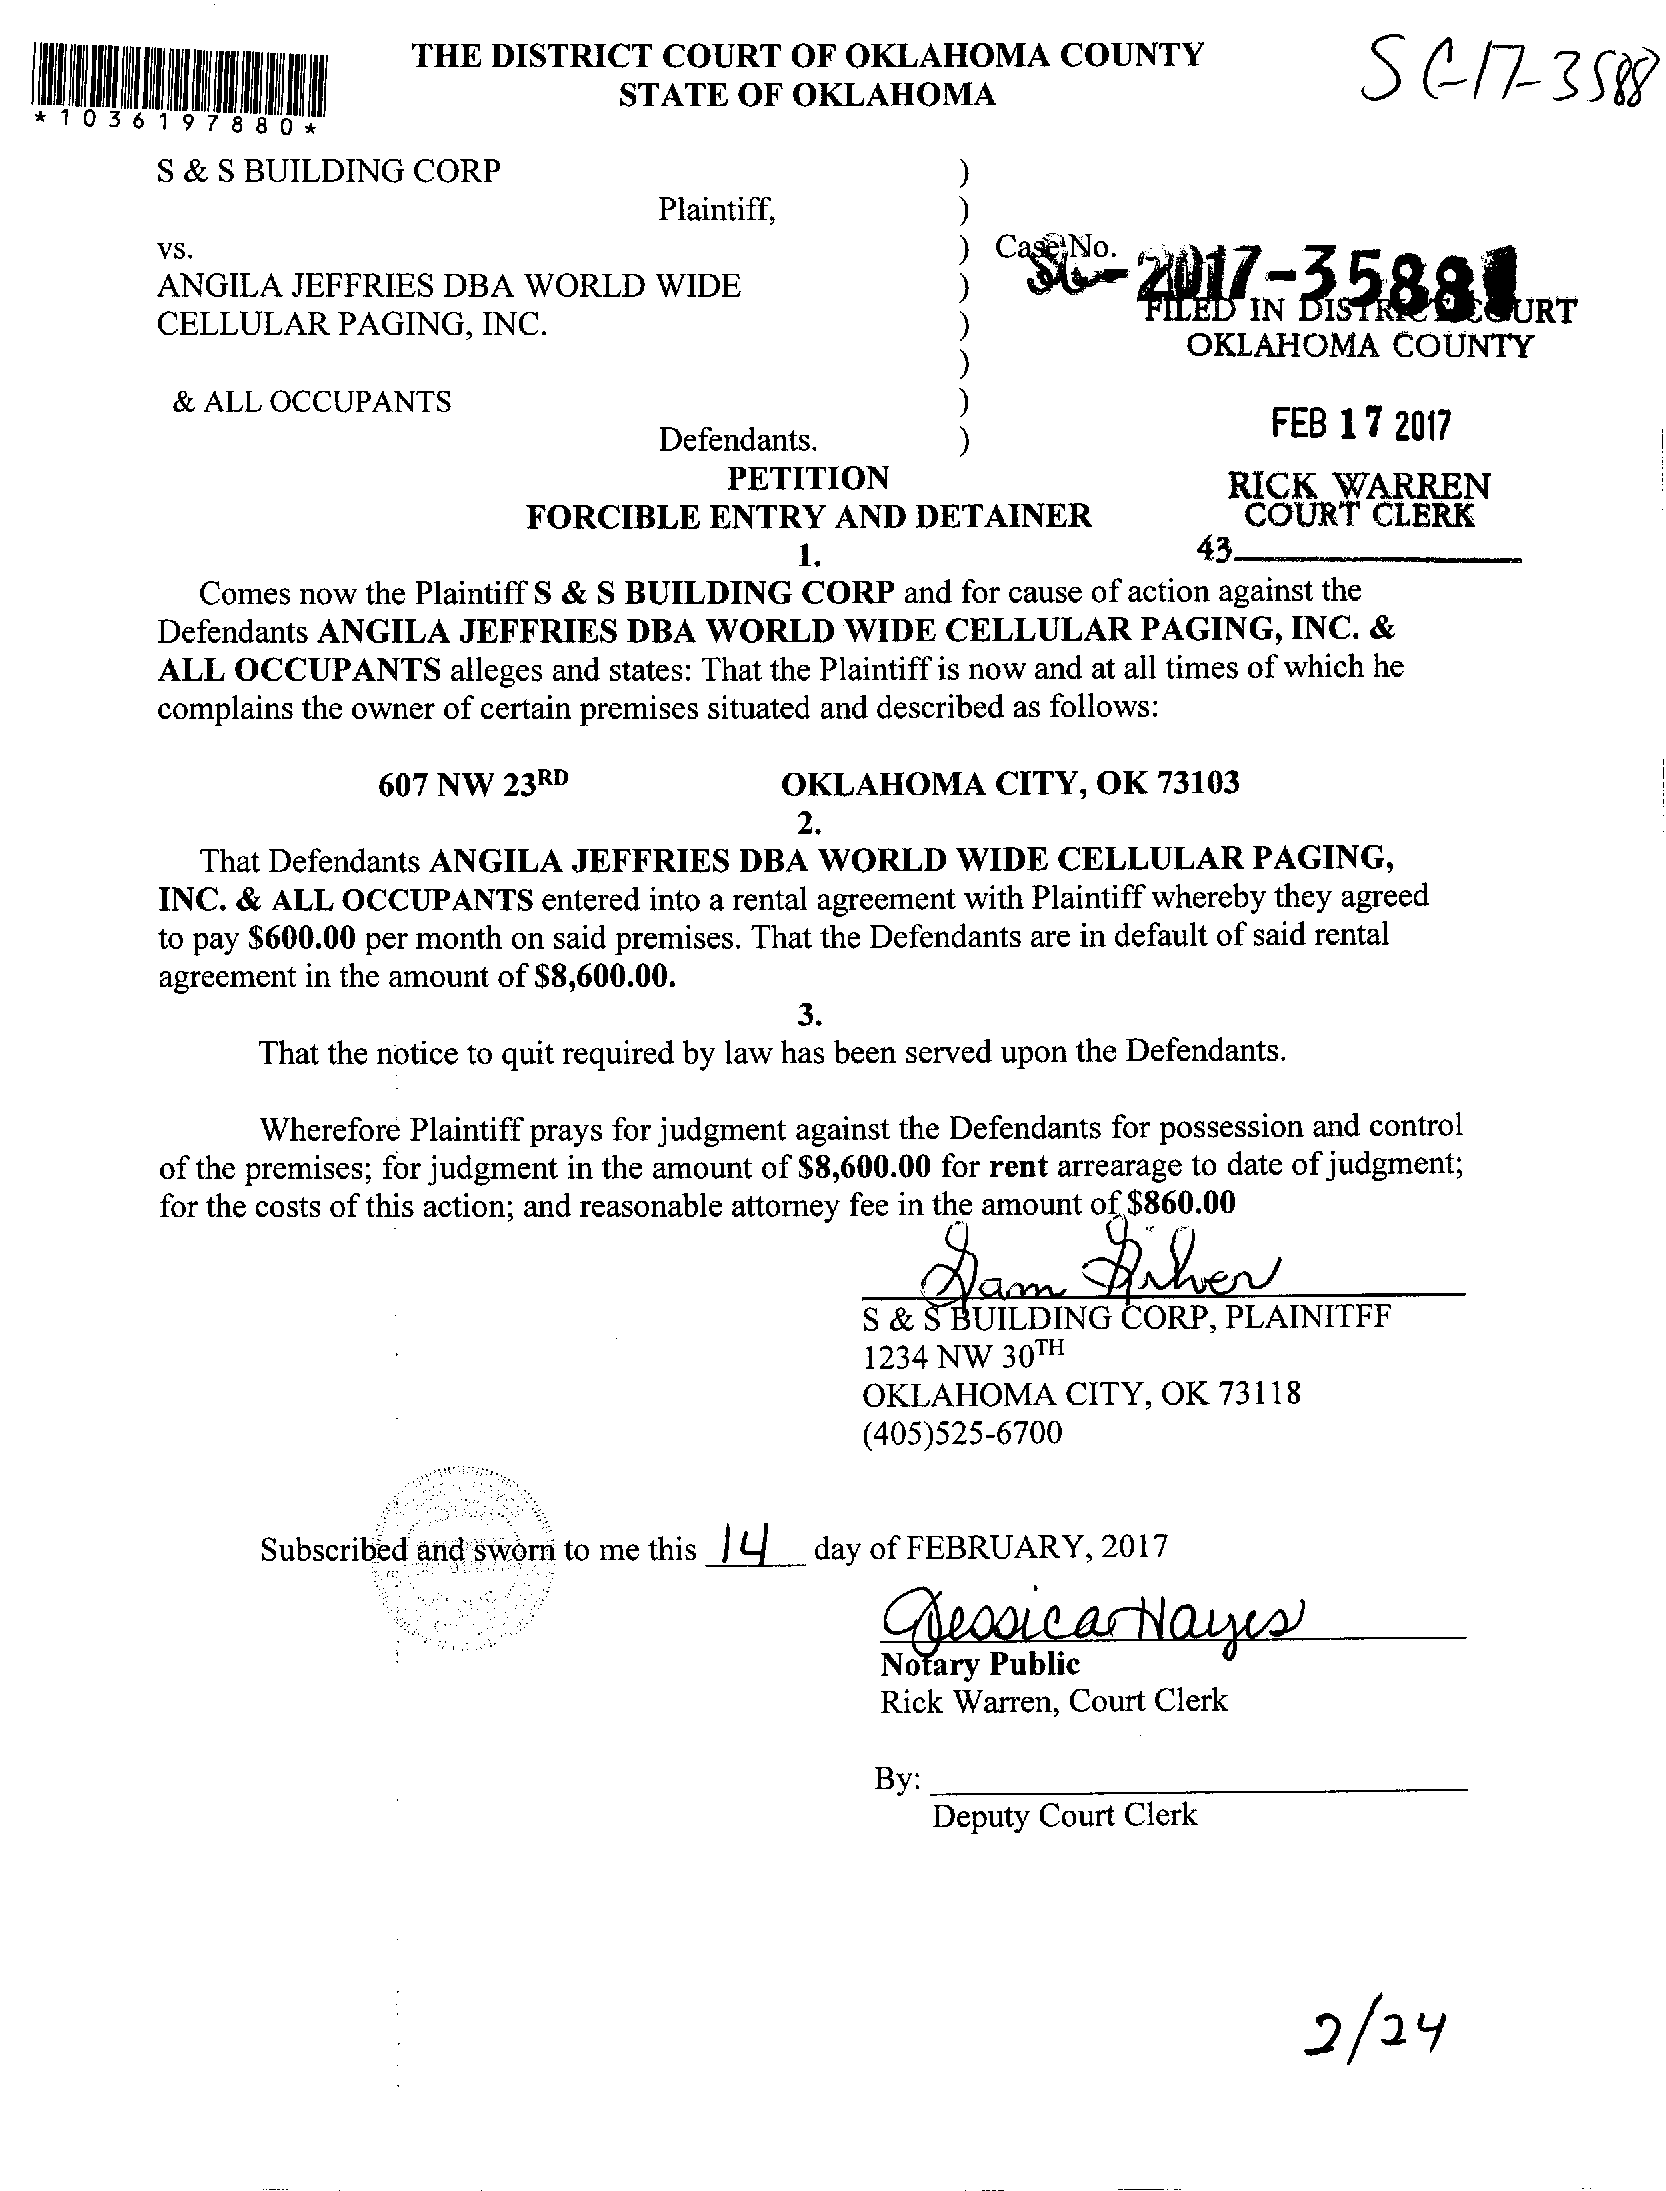 THE DISTRICT COURT OF OKLAHOMA COUNTY
STATE OF OKLAHOMA
SC-17-3588
*1036197880*
S & S BUILDING CORP )
Plaintiff, )
vs. ) Case No.
2017-3588
ANGILA JEFFRIES DBA WORLD WIDE )
FILED IN DISTRICT COURT
CELLULAR PAGING, INC. )
OKLAHOMA COUNTY
)
& ALL OCCUPANTS )
FEB 17 2017
Defendants. )
PETITION
RICK WARREN
FORCIBLE ENTRY AND DETAINER
COURT CLERK
1.
43
Comes now the Plaintiff S & S BUILDING CORP and for cause of action against the
Defendants ANGILA JEFFRIES DBA WORLD WIDE CELLULAR PAGING, INC. &
ALL OCCUPANTS alleges and states: That the Plaintiff is now and at all times of which he
complains the owner of certain premises situated and described as follows:
607 NW 23RD OKLAHOMA CITY, OK 73103
2.
That Defendants ANGILA JEFFRIES DBA WORLD WIDE CELLULAR PAGING,
INC. & ALL OCCUPANTS entered into a rental agreement with Plaintiff whereby they agreed
to pay $600.00 per month on said premises. That the Defendants are in default of said rental
agreement in the amount of $8,600.00.
3.
That the notice to quit required by law has been served upon the Defendants.
Wherefore Plaintiff prays for judgment against the Defendants for possession and control
of the premises; for judgment in the amount of $8,600.00 for rent arrearage to date of judgment;
for the costs of this action; and reasonable attorney fee in the amount of $860.00
Sam
S & S BUILDING CORP, PLAINITFF
1234 NW 30TH
OKLAHOMA CITY, OK 73118
(405)525-6700
Subscribed and sworn to me this 14 day of FEBRUARY, 2017
Jessica Hayes
Notary Public
Rick Warren, Court Clerk
By:
Deputy Court Clerk
2/24